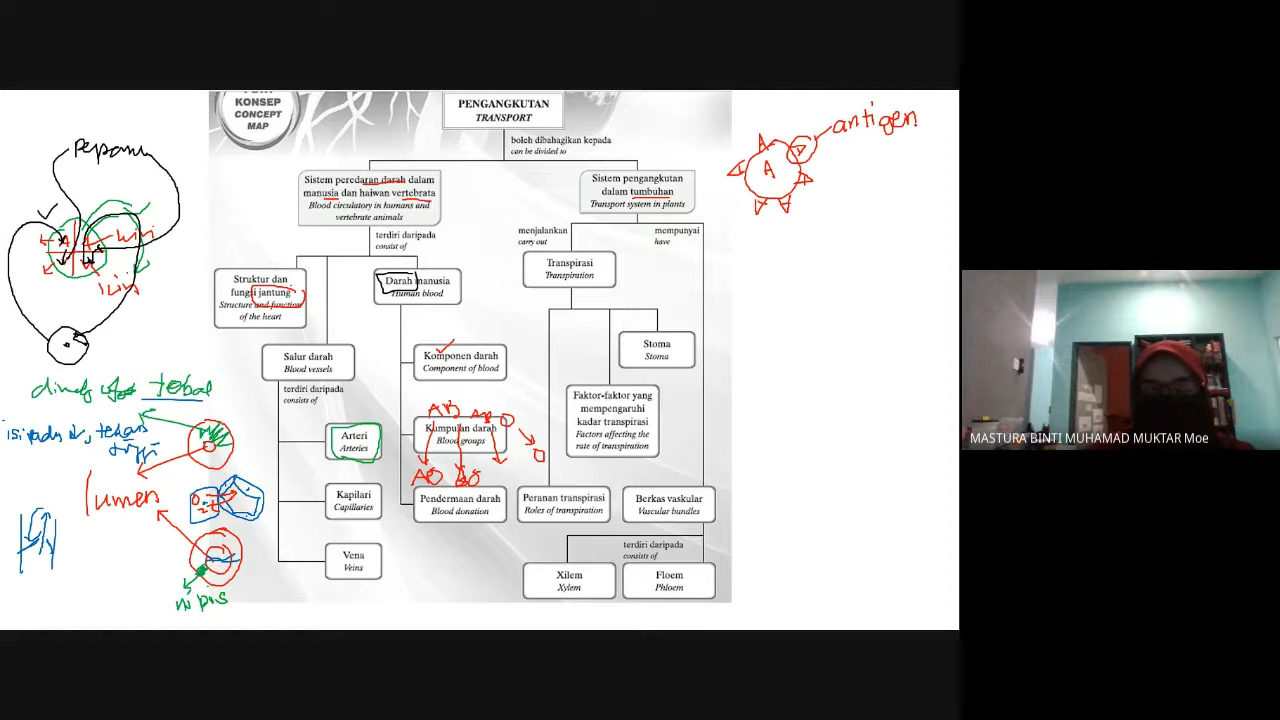 KONSEP
CONCEPT
MAP
PENGANGKUTAN
TRANSPORT
boleh dibahagikan kepada
can be divided to
Sistem peredaran darah dalam
manusia dan haiwan vertebrata
Blood circulatory in humans and
vertebrate animals
Sistem pengangkutan
dalam tumbuhan
Transport system in plants
terdiri daripada
consist of
menjalankan
carry out
mempunyai
have
Struktur dan
fungsi jantung
Structure and function
of the heart
Darah manusia
Human blood
Transpirasi
Transpiration
Salur darah
Blood vessels
Komponen darah
Component of blood
Stoma
Stoma
terdiri daripada
consists of
Faktor-faktor yang
mempengaruhi
kadar transpirasi
Factors affecting the
rate of transpiration
Arteri
Arteries
Kumpulan darah
Blood groups
Kapilari
Capillaries
Pendermaan darah
Blood donation
Peranan transpirasi
Roles of transpiration
Berkas vaskular
Vascular bundles
Vena
Veins
terdiri daripada
consists of
Xilem
Xylem
Floem
Phloem
antigen
A
kiri
tebal
lumen
nipis
AB
O
O
MASTURA BINTI MUHAMAD MUKTAR Moe